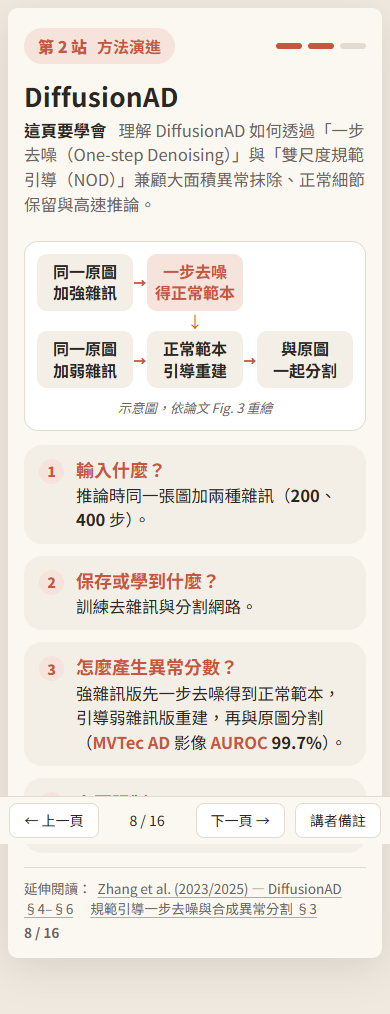 第 2 站 方法演進
DiffusionAD
這頁要學會 理解 DiffusionAD 如何透過「一步
去噪（One-step Denoising）」與「雙尺度規範
引導（NOD）」兼顧大面積異常抹除、正常細節
保留與高速推論。
同一原圖
加強雜訊
→
一步去噪
得正常範本
↓
同一原圖
加弱雜訊
→
正常範本
引導重建
→
與原圖
一起分割
示意圖，依論文 Fig. 3 重繪
1 輸入什麼？
推論時同一張圖加兩種雜訊（200、
400 步）。
2 保存或學到什麼？
訓練去雜訊與分割網路。
3 怎麼產生異常分數？
強雜訊版先一步去噪得到正常範本，
引導弱雜訊版重建，再與原圖分割
（MVTec AD 影像 AUROC 99.7%）。
← 上一頁
8 / 16
下一頁 →
講者備註
延伸閱讀： Zhang et al. (2023/2025) — DiffusionAD
§4–§6 規範引導一步去噪與合成異常分割 §3
8 / 16